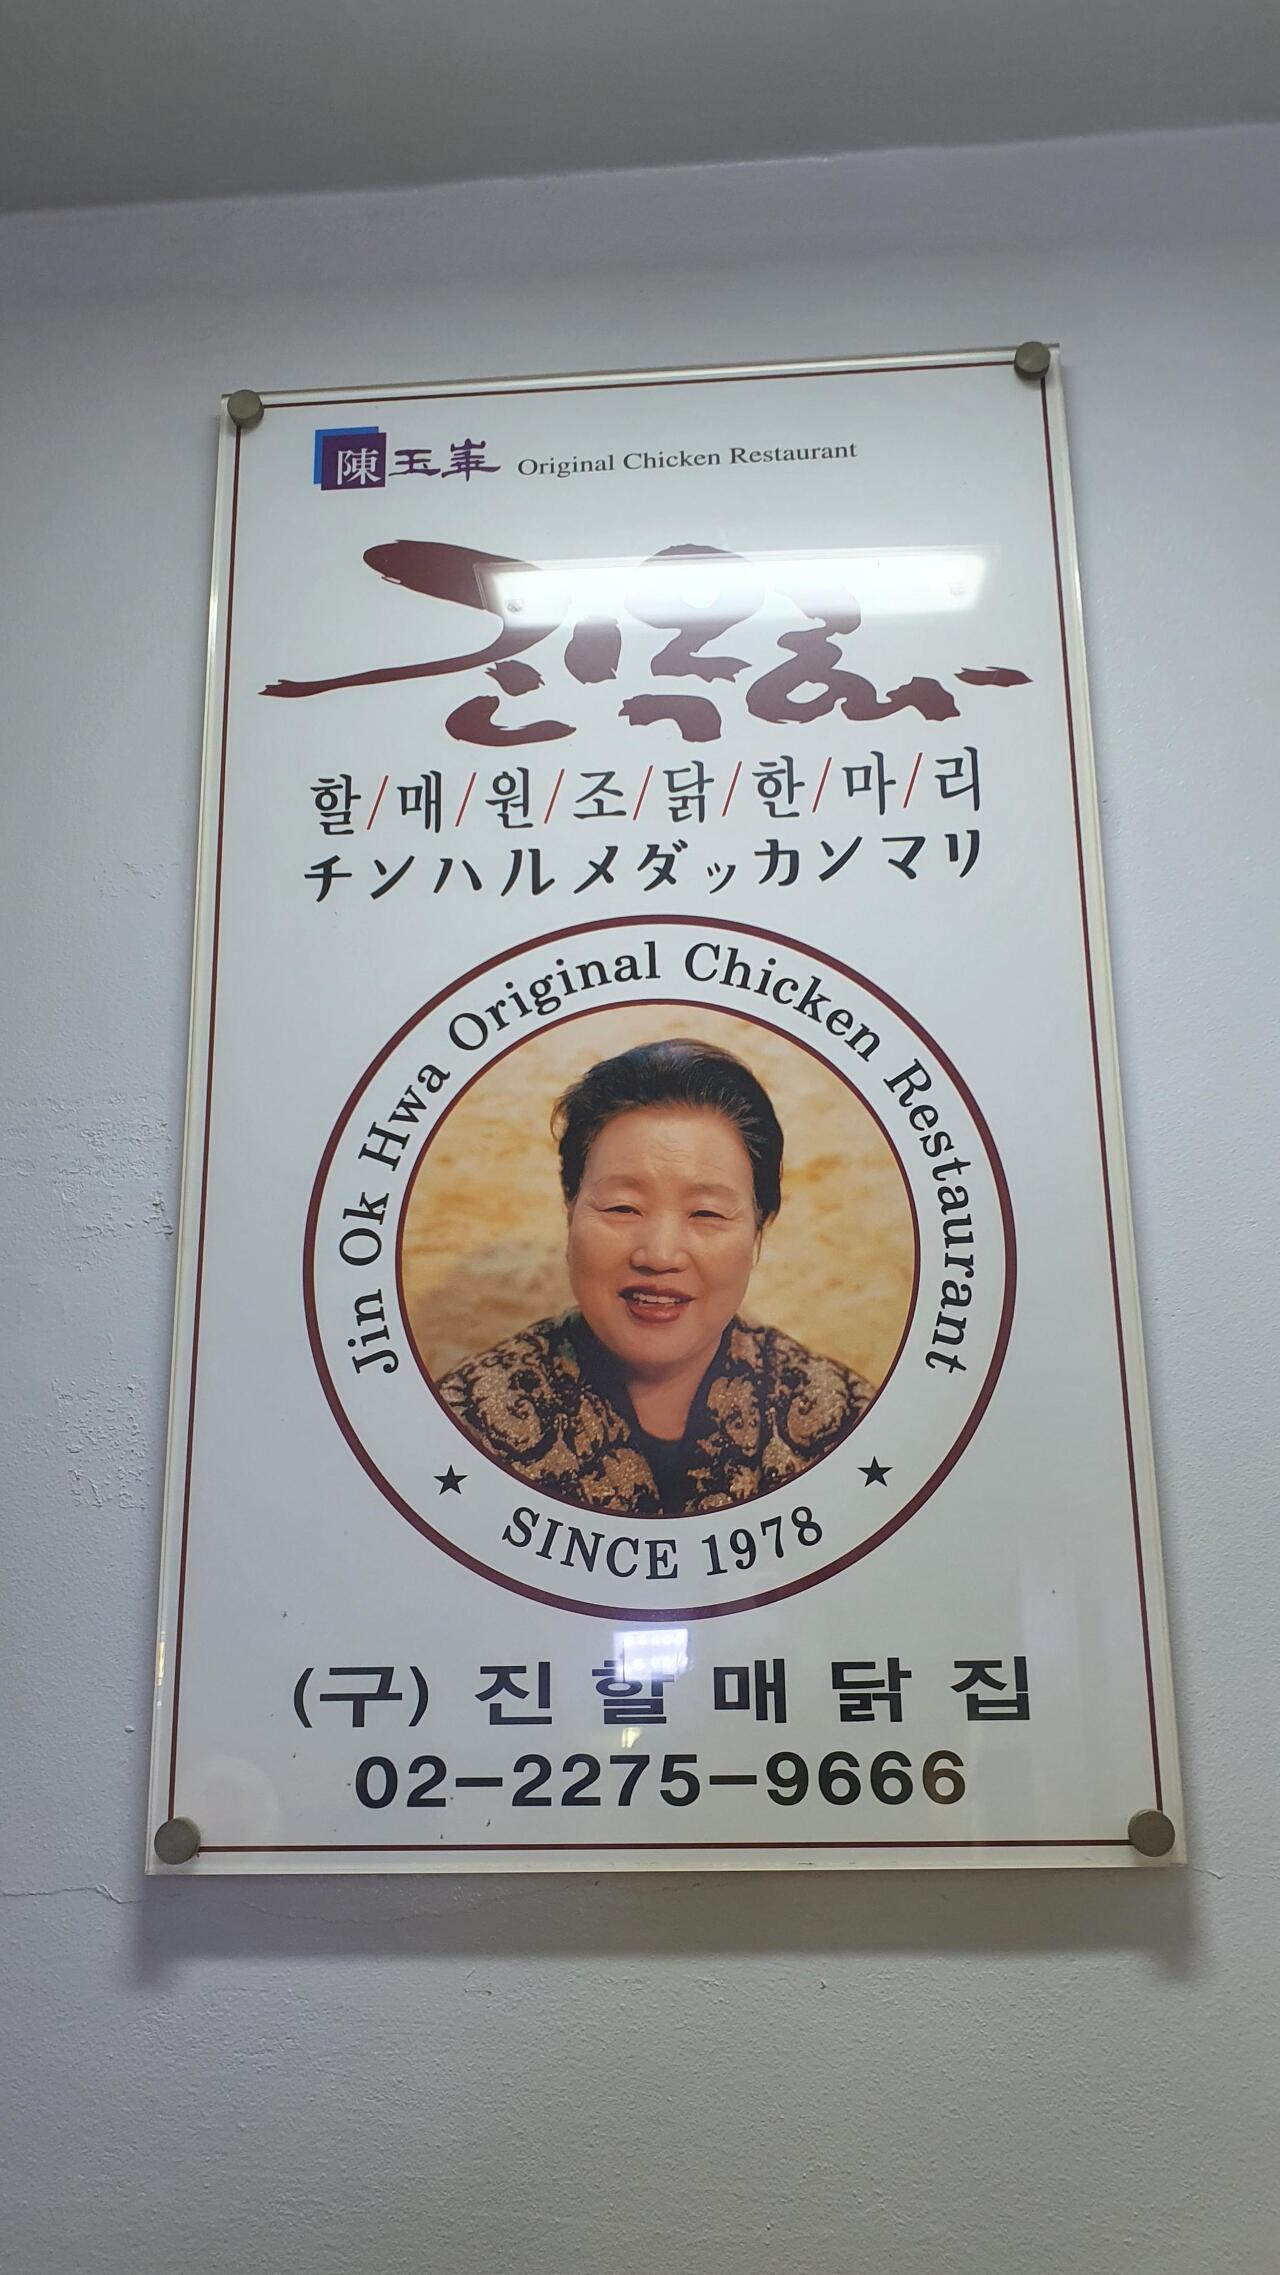 陳玉華 Original Chicken Restaurant
진옥화
할/매/원/조/닭/한/마/리
チンハルメダッカンマリ
Jin Ok Hwa Original Chicken Restaurant
★ SINCE 1978 ★
(구) 진할매닭집
02-2275-9666